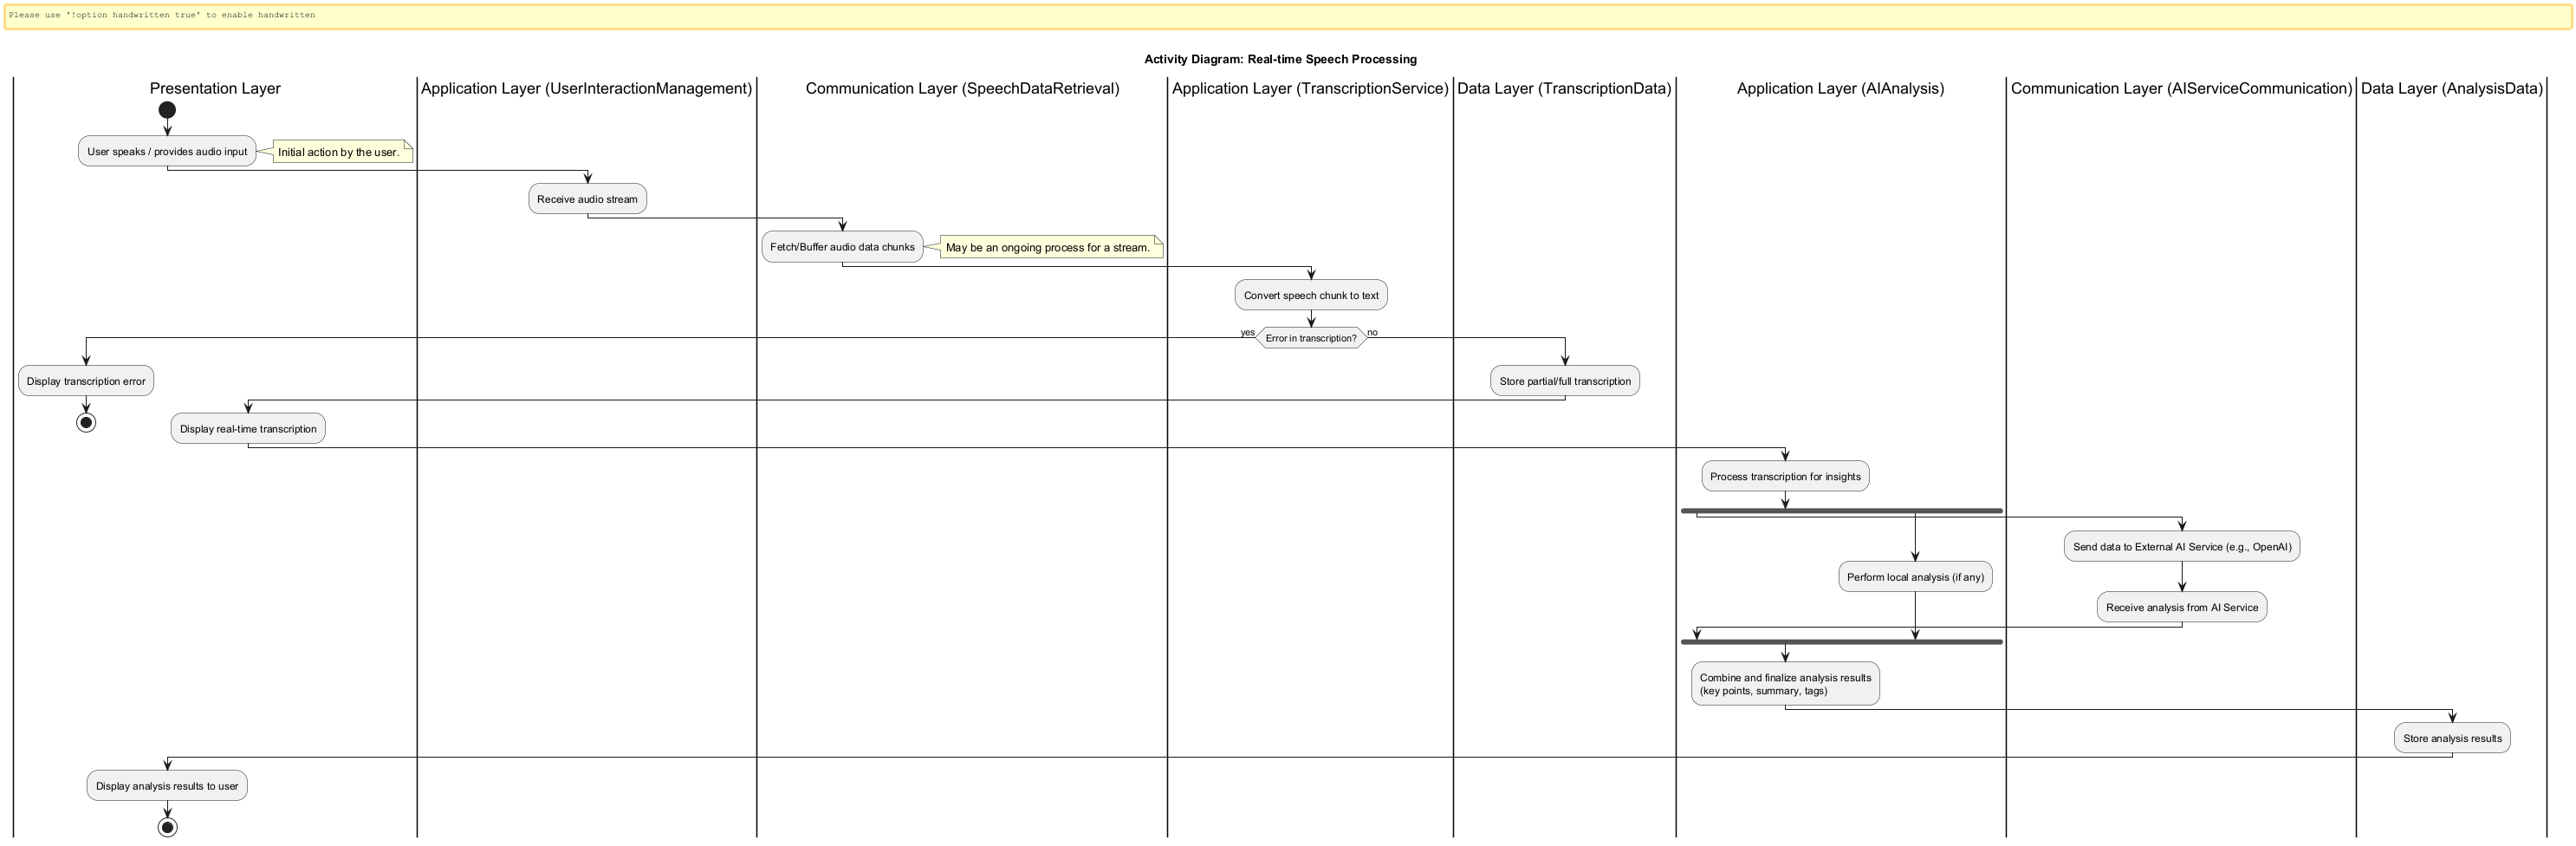 Please use '!option handwritten true' to enable handwritten
Activity Diagram: Real-time Speech Processing
Presentation Layer
Application Layer (UserInteractionManagement)
Communication Layer (SpeechDataRetrieval)
Application Layer (TranscriptionService)
Data Layer (TranscriptionData)
Application Layer (AIAnalysis)
Communication Layer (AIServiceCommunication)
Data Layer (AnalysisData)
User speaks / provides audio input
Initial action by the user.
Receive audio stream
Fetch/Buffer audio data chunks
May be an ongoing process for a stream.
Convert speech chunk to text
yes
Error in transcription?
no
Display transcription error
Store partial/full transcription
Display real-time transcription
Process transcription for insights
Send data to External AI Service (e.g., OpenAI)
Perform local analysis (if any)
Receive analysis from AI Service
Combine and finalize analysis results
(key points, summary, tags)
Store analysis results
Display analysis results to user